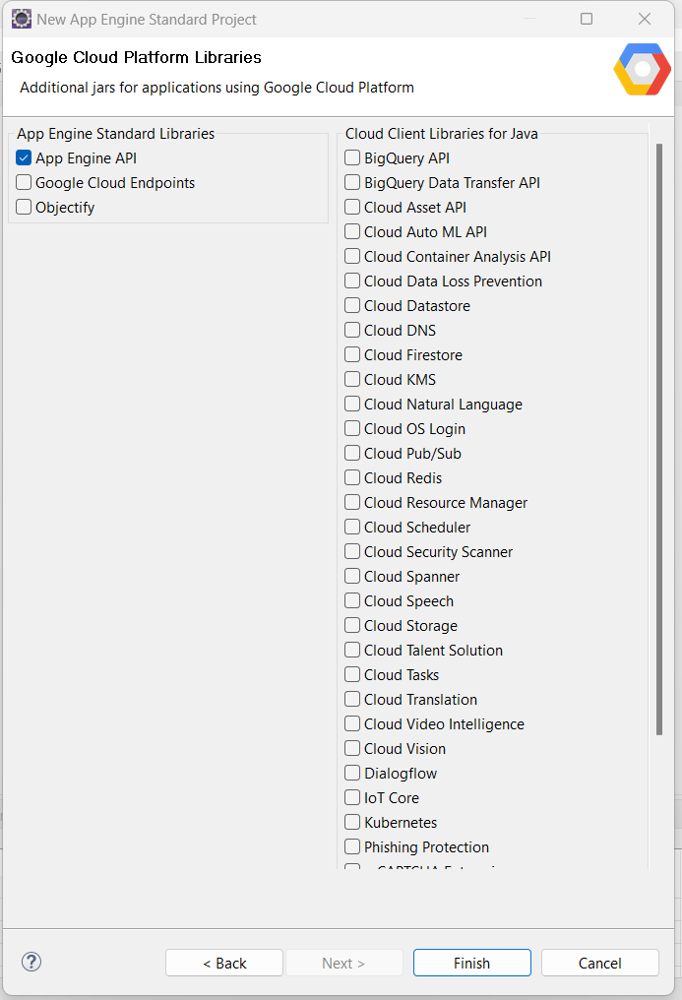 New App Engine Standard Project
Google Cloud Platform Libraries
Additional jars for applications using Google Cloud Platform
App Engine Standard Libraries
App Engine API
Google Cloud Endpoints
Objectify
Cloud Client Libraries for Java
BigQuery API
BigQuery Data Transfer API
Cloud Asset API
Cloud Auto ML API
Cloud Container Analysis API
Cloud Data Loss Prevention
Cloud Datastore
Cloud DNS
Cloud Firestore
Cloud KMS
Cloud Natural Language
Cloud OS Login
Cloud Pub/Sub
Cloud Redis
Cloud Resource Manager
Cloud Scheduler
Cloud Security Scanner
Cloud Spanner
Cloud Speech
Cloud Storage
Cloud Talent Solution
Cloud Tasks
Cloud Translation
Cloud Video Intelligence
Cloud Vision
Dialogflow
IoT Core
Kubernetes
Phishing Protection
? < Back Next > Finish Cancel